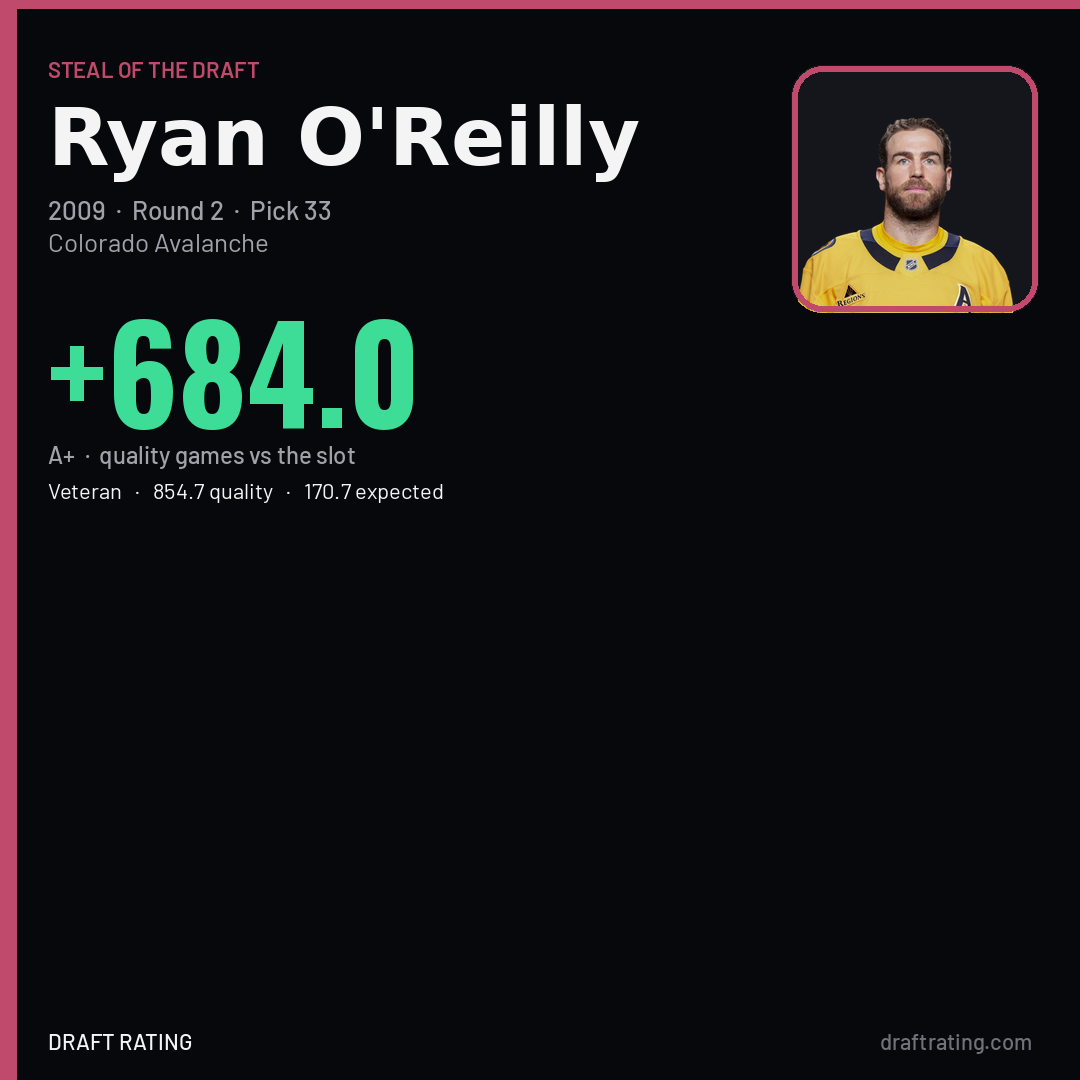 STEAL OF THE DRAFT
Ryan O'Reilly
2009 · Round 2 · Pick 33
Colorado Avalanche
REGIONS
A
+684.0
A+ · quality games vs the slot
Veteran · 854.7 quality · 170.7 expected
DRAFT RATING
draftrating.com